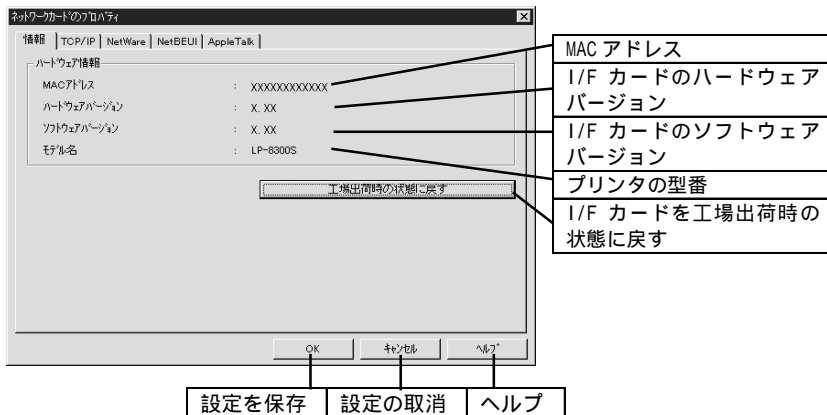 ネットワークカードのプロパティ
情報 TCP/IP NetWare NetBEUI AppleTalk
ハードウェア情報
MACアドレス : XXXXXXXXXXXX
ハードウェアバージョン : X.XX
ソフトウェアバージョン : X.XX
モデル名 : LP-8300S
工場出荷時の状態に戻す
OK キャンセル ヘルプ
MAC アドレス
I/F カードのハードウェア
バージョン
I/F カードのソフトウェア
バージョン
プリンタの型番
I/F カードを工場出荷時の
状態に戻す
設定を保存 設定の取消 ヘルプ